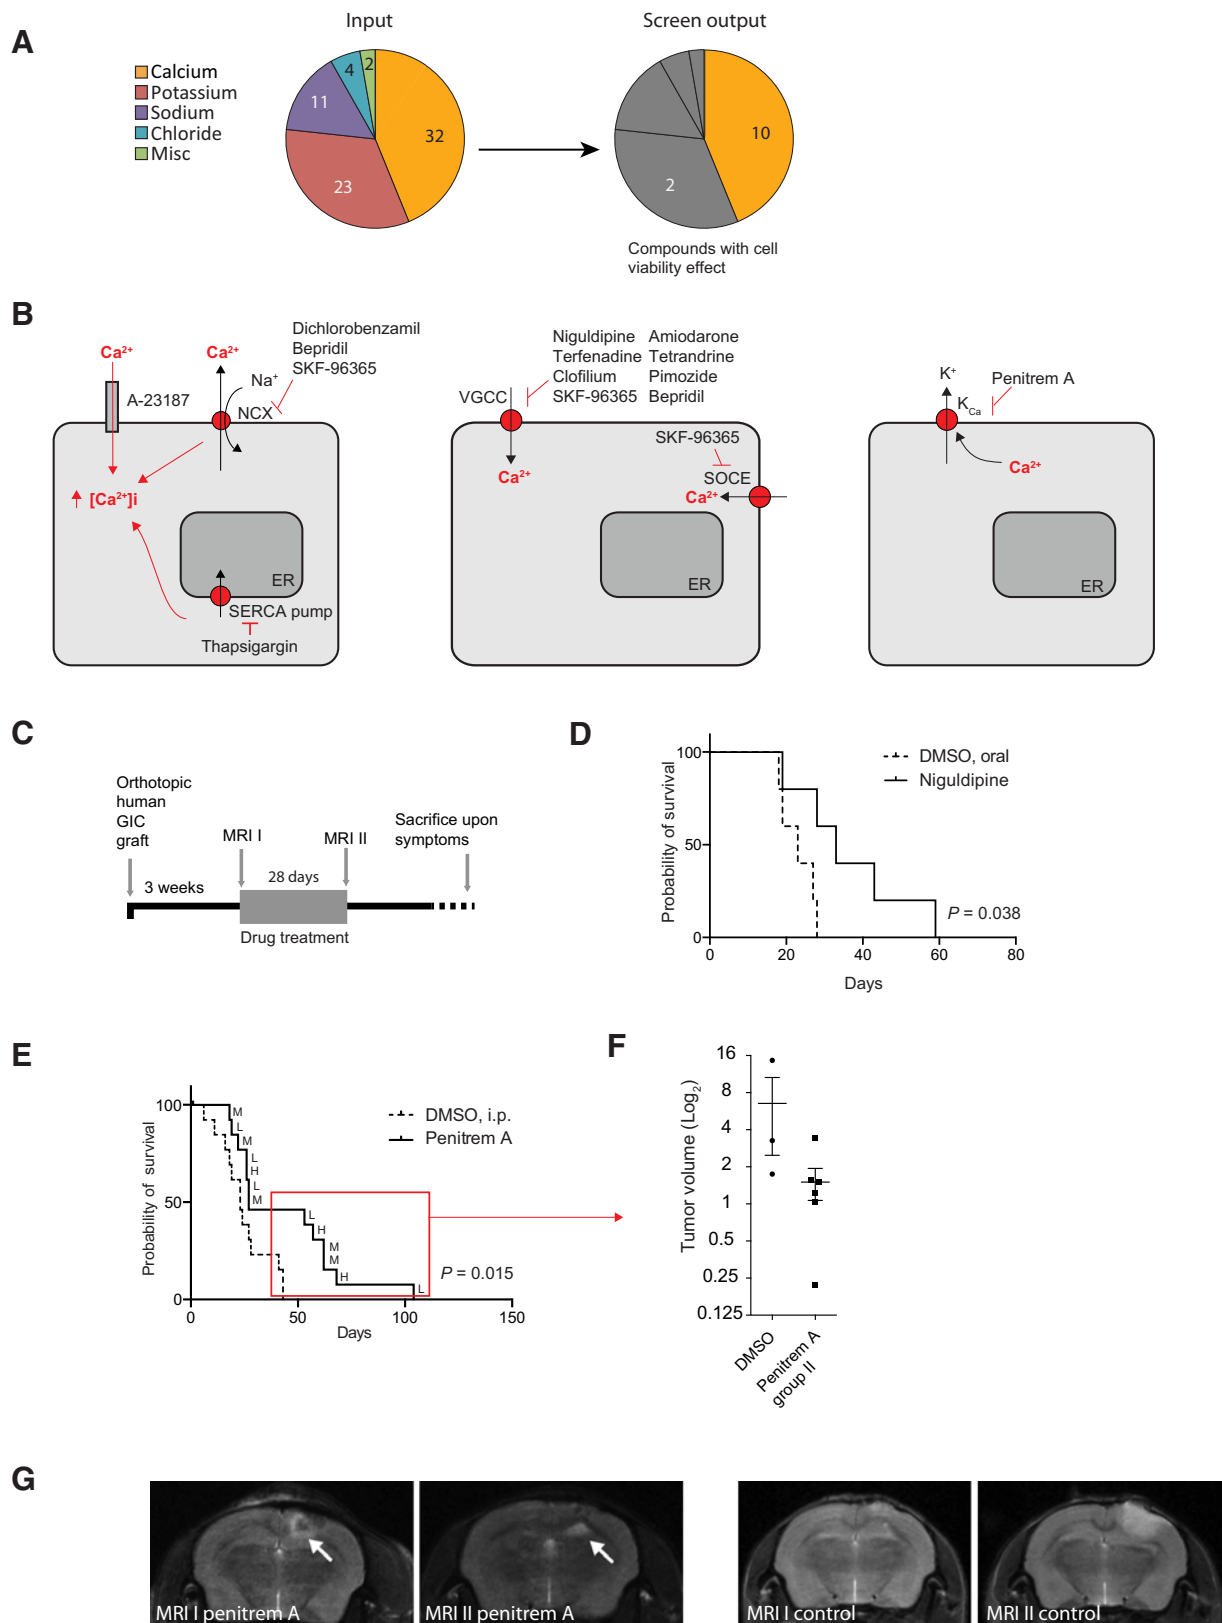 A
Input
Screen output
Calcium
Potassium
Sodium
Chloride
Misc
2
4
11
32
23
10
2
Compounds with cell
viability effect
B
Ca²⁺
Ca²⁺
Dichlorobenzamil
Bepridil
SKF-96365
Na⁺
A-23187
NCX
[Ca²⁺]i
ER
SERCA pump
Thapsigargin
Niguldipine
Terfenadine
Clofilium
SKF-96365
Amiodarone
Tetrandrine
Pimozide
Bepridil
VGCC
Ca²⁺
SKF-96365
SOCE
Ca²⁺
ER
K⁺
Penitrem A
K_Ca
Ca²⁺
ER
C
Orthotopic
human
GIC
graft
3 weeks
MRI I
28 days
MRI II
Sacrifice upon
symptoms
Drug treatment
D
Probability of survival
100
50
0
0 20 40 60 80
Days
DMSO, oral
Niguldipine
P = 0.038
E
Probability of survival
100
50
0
0 50 100 150
Days
DMSO, i.p.
Penitrem A
M
L
M
L
H
L
M
L
H
M
M
H
L
P = 0.015
F
Tumor volume (Log₂)
16
8
4
2
1
0.5
0.25
0.125
DMSO
Penitrem A
group II
G
MRI I penitrem A
MRI II penitrem A
MRI I control
MRI II control